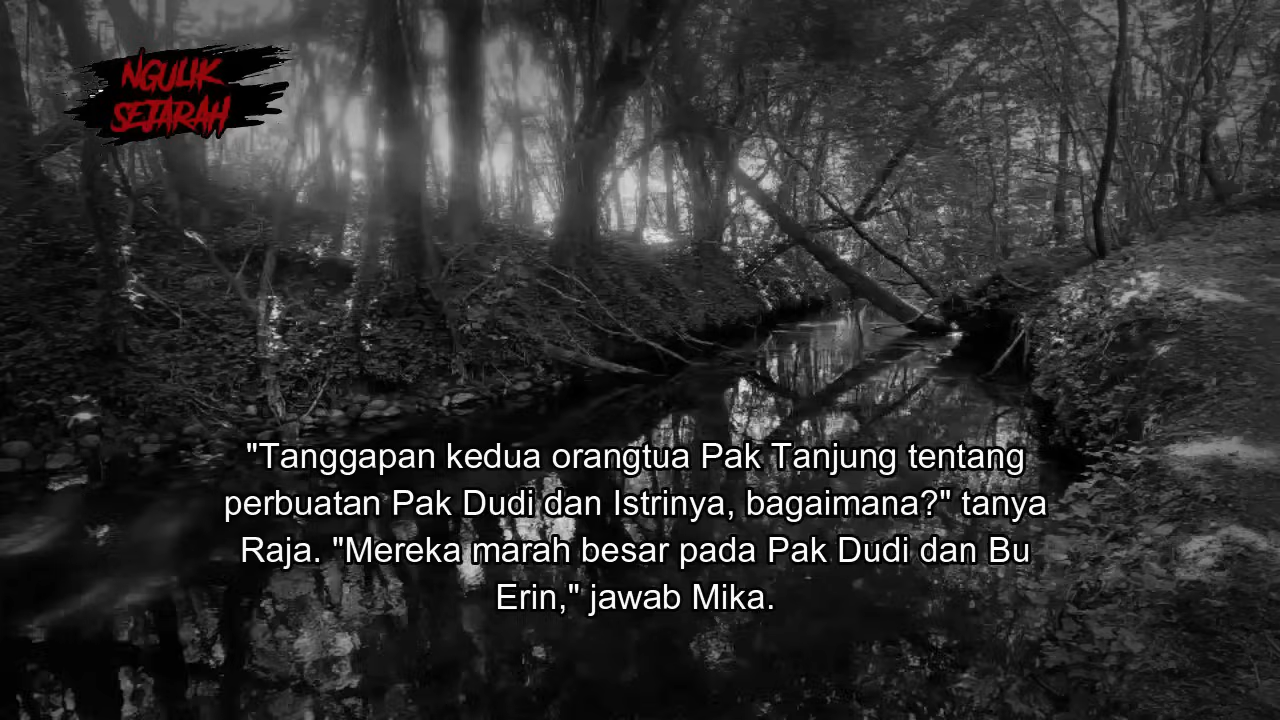 NGULIK
SEJARAH
"Tanggapan kedua orangtua Pak Tanjung tentang
perbuatan Pak Dudi dan Istrinya, bagaimana?" tanya
Raja. "Mereka marah besar pada Pak Dudi dan Bu
Erin," jawab Mika.